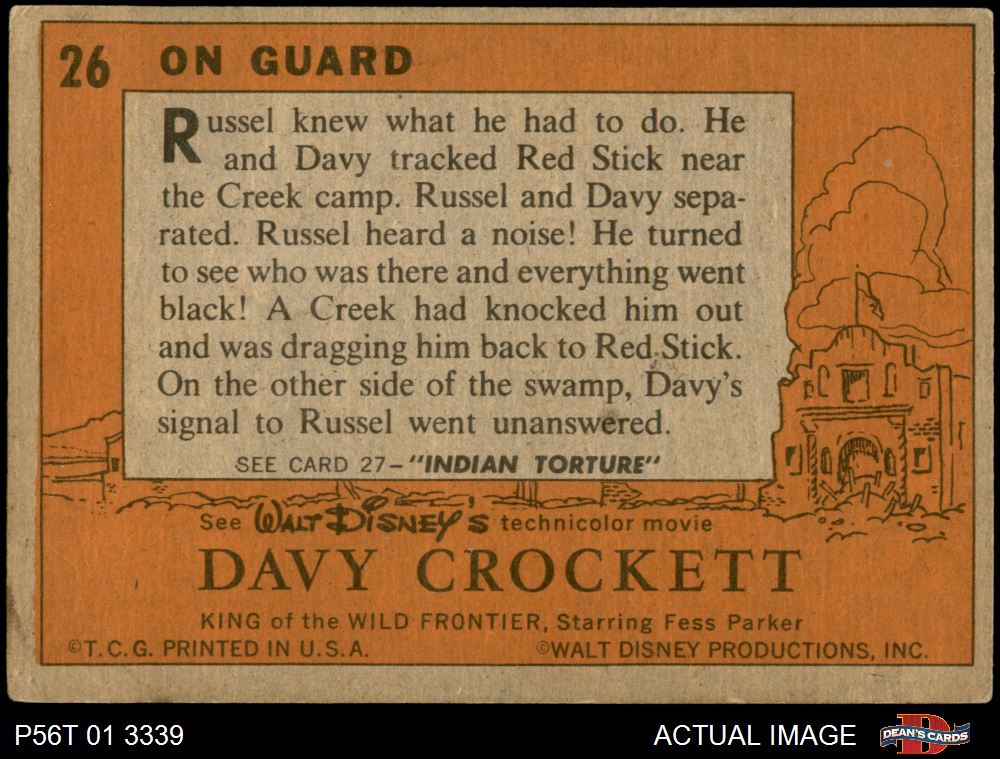 26 ON GUARD
Russel knew what he had to do. He
and Davy tracked Red Stick near
the Creek camp. Russel and Davy sepa-
rated. Russel heard a noise! He turned
to see who was there and everything went
black! A Creek had knocked him out
and was dragging him back to Red Stick.
On the other side of the swamp, Davy's
signal to Russel went unanswered.
SEE CARD 27-"INDIAN TORTURE"
See WALT DISNEY'S technicolor movie
DAVY CROCKETT
KING of the WILD FRONTIER, Starring Fess Parker
©T.C.G. PRINTED IN U.S.A. ©WALT DISNEY PRODUCTIONS, INC.
P56T 01 3339 ACTUAL IMAGE D DEAN'S CARDS